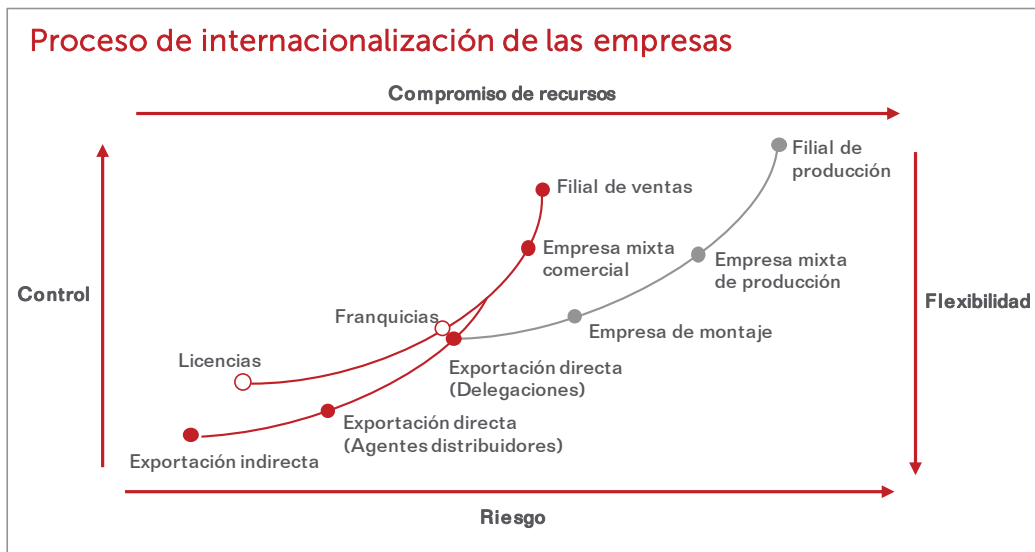 Proceso de internacionalización de las empresas
Compromiso de recursos
Filial de
producción
Filial de ventas
Empresa mixta
comercial
Empresa mixta
de producción
Control
Flexibilidad
Franquicias
Empresa de montaje
Licencias
Exportación directa
(Delegaciones)
Exportación directa
(Agentes distribuidores)
Exportación indirecta
Riesgo